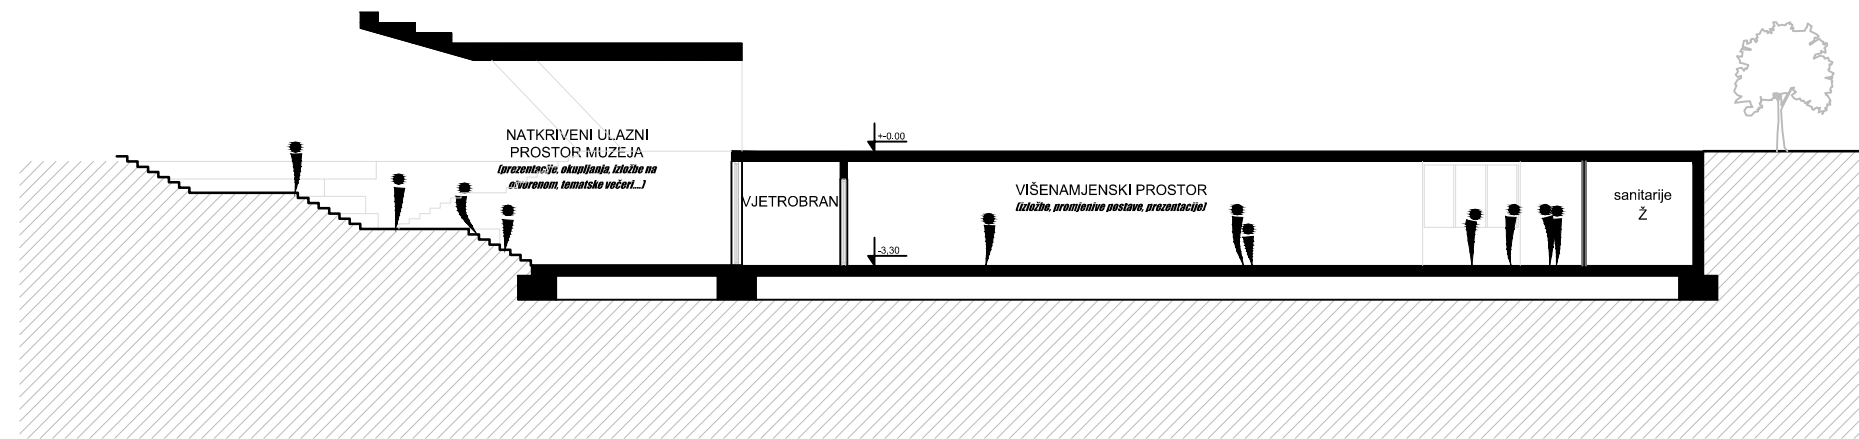 NATKRIVENI ULAZNI
PROSTOR MUZEJA
(prezentacije, okupljanja, izložbe na
otvorenom, tematske večeri....)
VJETROBRAN
+-0.00
-3,30
VIŠENAMJENSKI PROSTOR
(izložbe, promjenive postave, prezentacije)
sanitarije
Ž